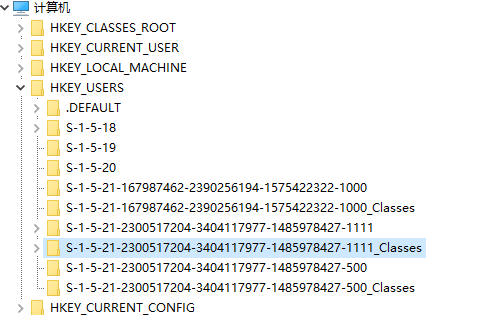 计算机
HKEY_CLASSES_ROOT
HKEY_CURRENT_USER
HKEY_LOCAL_MACHINE
HKEY_USERS
.DEFAULT
S-1-5-18
S-1-5-19
S-1-5-20
S-1-5-21-167987462-2390256194-1575422322-1000
S-1-5-21-167987462-2390256194-1575422322-1000_Classes
S-1-5-21-2300517204-3404117977-1485978427-1111
S-1-5-21-2300517204-3404117977-1485978427-1111_Classes
S-1-5-21-2300517204-3404117977-1485978427-500
S-1-5-21-2300517204-3404117977-1485978427-500_Classes
HKEY_CURRENT_CONFIG